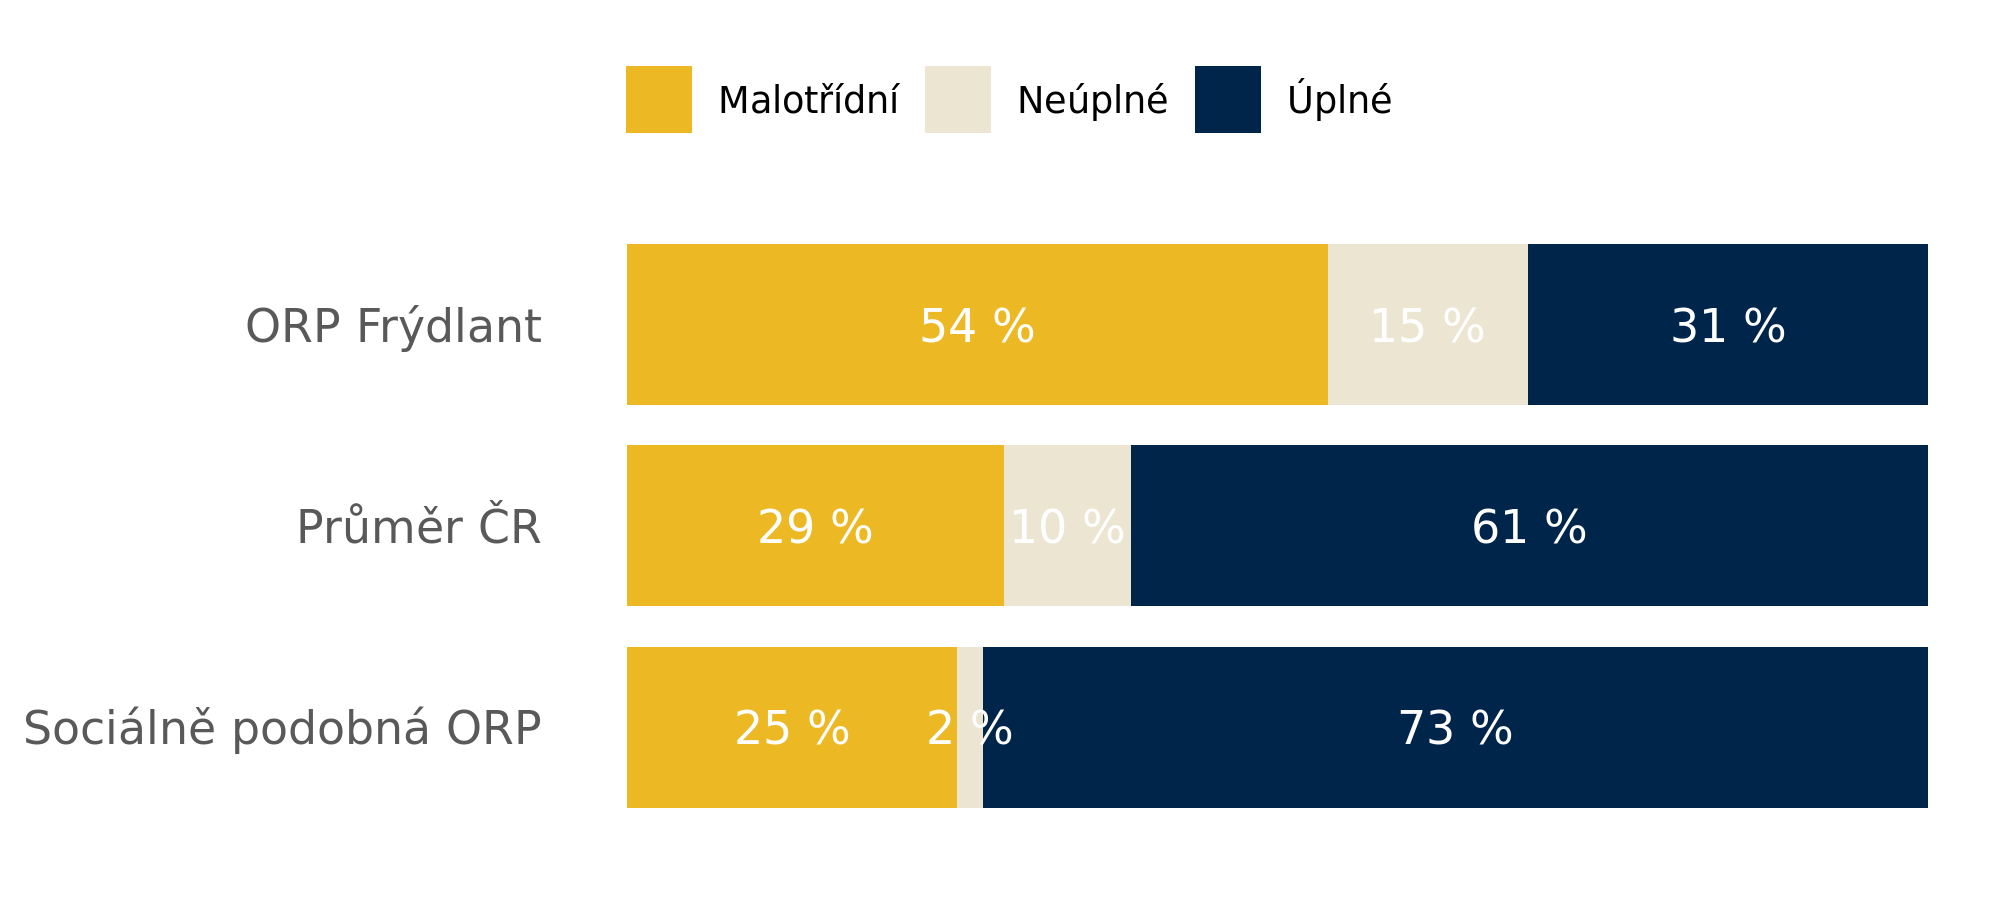 Malotřídní Neúplné Úplné
ORP Frýdlant 54 % 15 % 31 %
Průměr ČR 29 % 10 % 61 %
Sociálně podobná ORP 25 % 2 % 73 %